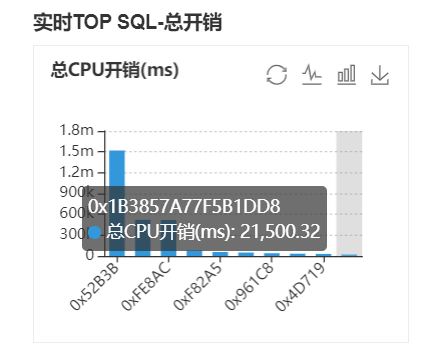 实时TOP SQL-总开销
总CPU开销(ms)
1.8m
1.5m
1.2m
900k
600k
300k
0
0x1B3857A77F5B1DD8
总CPU开销(ms): 21,500.32
0x52B3B
0xFE8AC
0xF82A5
0x961C8
0x4D719